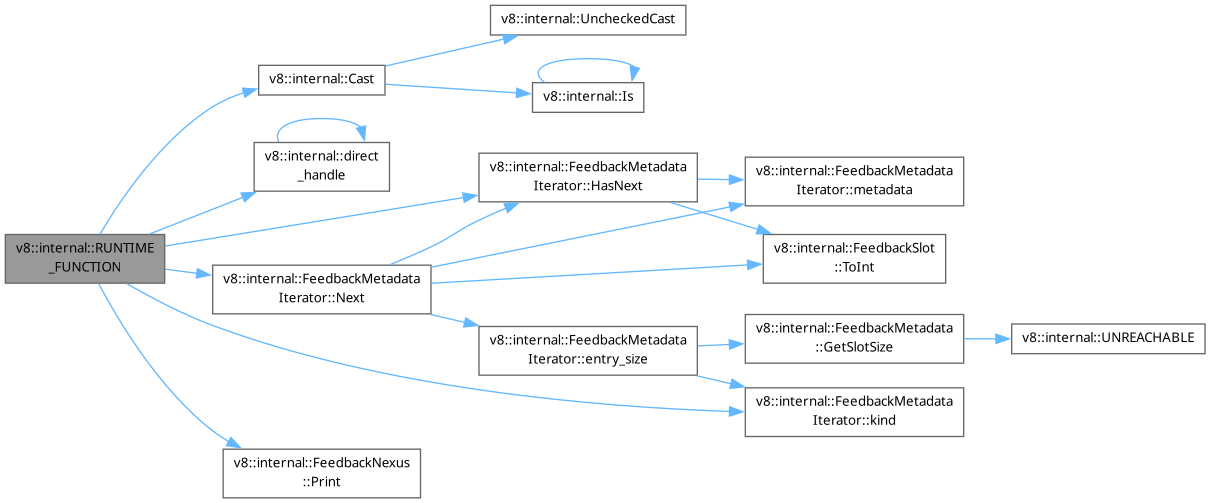 v8::internal::UncheckedCast
v8::internal::Cast
v8::internal::Is
v8::internal::direct
_handle
v8::internal::FeedbackMetadata
Iterator::HasNext
v8::internal::FeedbackMetadata
Iterator::metadata
v8::internal::RUNTIME
_FUNCTION
v8::internal::FeedbackSlot
::ToInt
v8::internal::FeedbackMetadata
Iterator::Next
v8::internal::FeedbackMetadata
Iterator::entry_size
v8::internal::FeedbackMetadata
::GetSlotSize
v8::internal::UNREACHABLE
v8::internal::FeedbackMetadata
Iterator::kind
v8::internal::FeedbackNexus
::Print